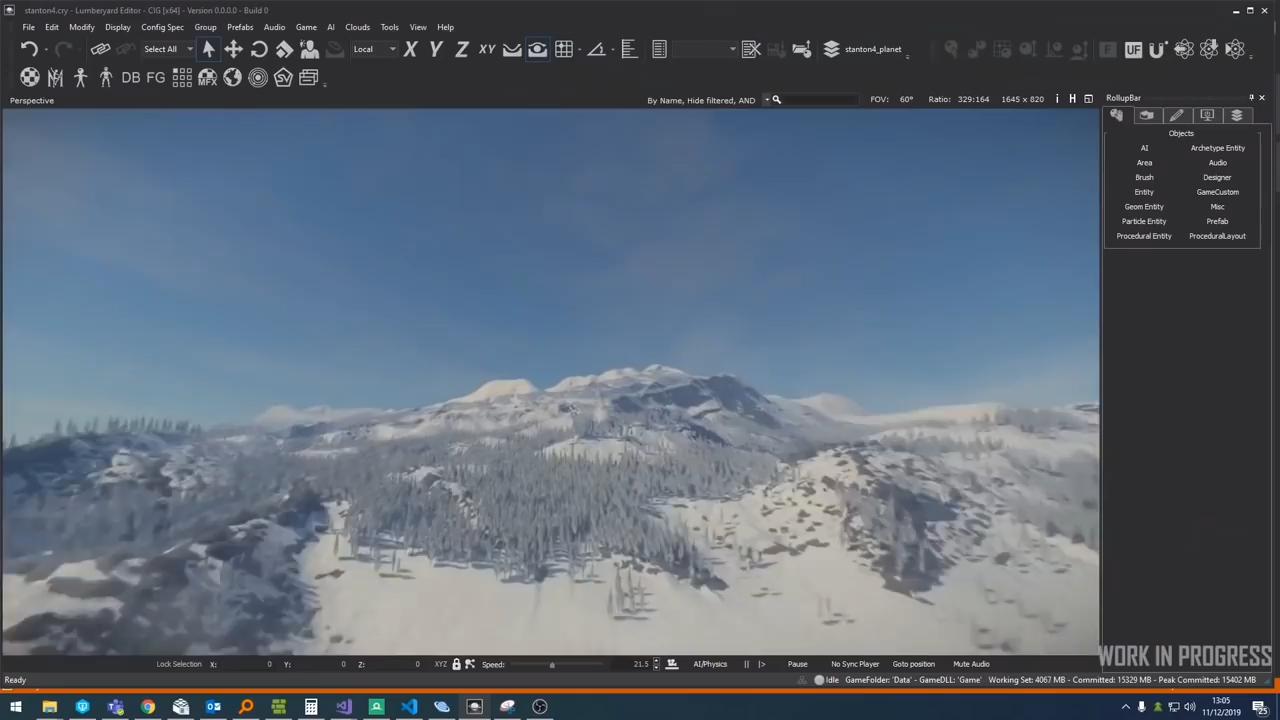 stanton4.cry - Lumberyard Editor - CIG [x64] - Version 0.0.0.0 - Build 0
File Edit Modify Display Config Spec Group Prefabs Audio Game AI Clouds Tools View Help
Select All Local X Y Z XY stanton4_planet F UF
DB FG MFX
Perspective By Name, Hide filtered, AND FOV: 60° Ratio: 329:164 1645 x 820 i H RollupBar
Objects
AI Archetype Entity
Area Audio
Brush Designer
Entity GameCustom
Geom Entity Misc
Particle Entity Prefab
Procedural Entity ProceduralLayout
WORK IN PROGRESS
Lock Selection X: 0 Y: 0 Z: 0 XYZ Speed: 21.5 AI/Physics Pause No Sync Player Goto position Mute Audio
Ready Idle GameFolder: 'Data' - GameDLL: 'Game' Working Set: 4067 MB - Committed: 15329 MB - Peak Committed: 15402 MB
13:05
11/12/2019
25